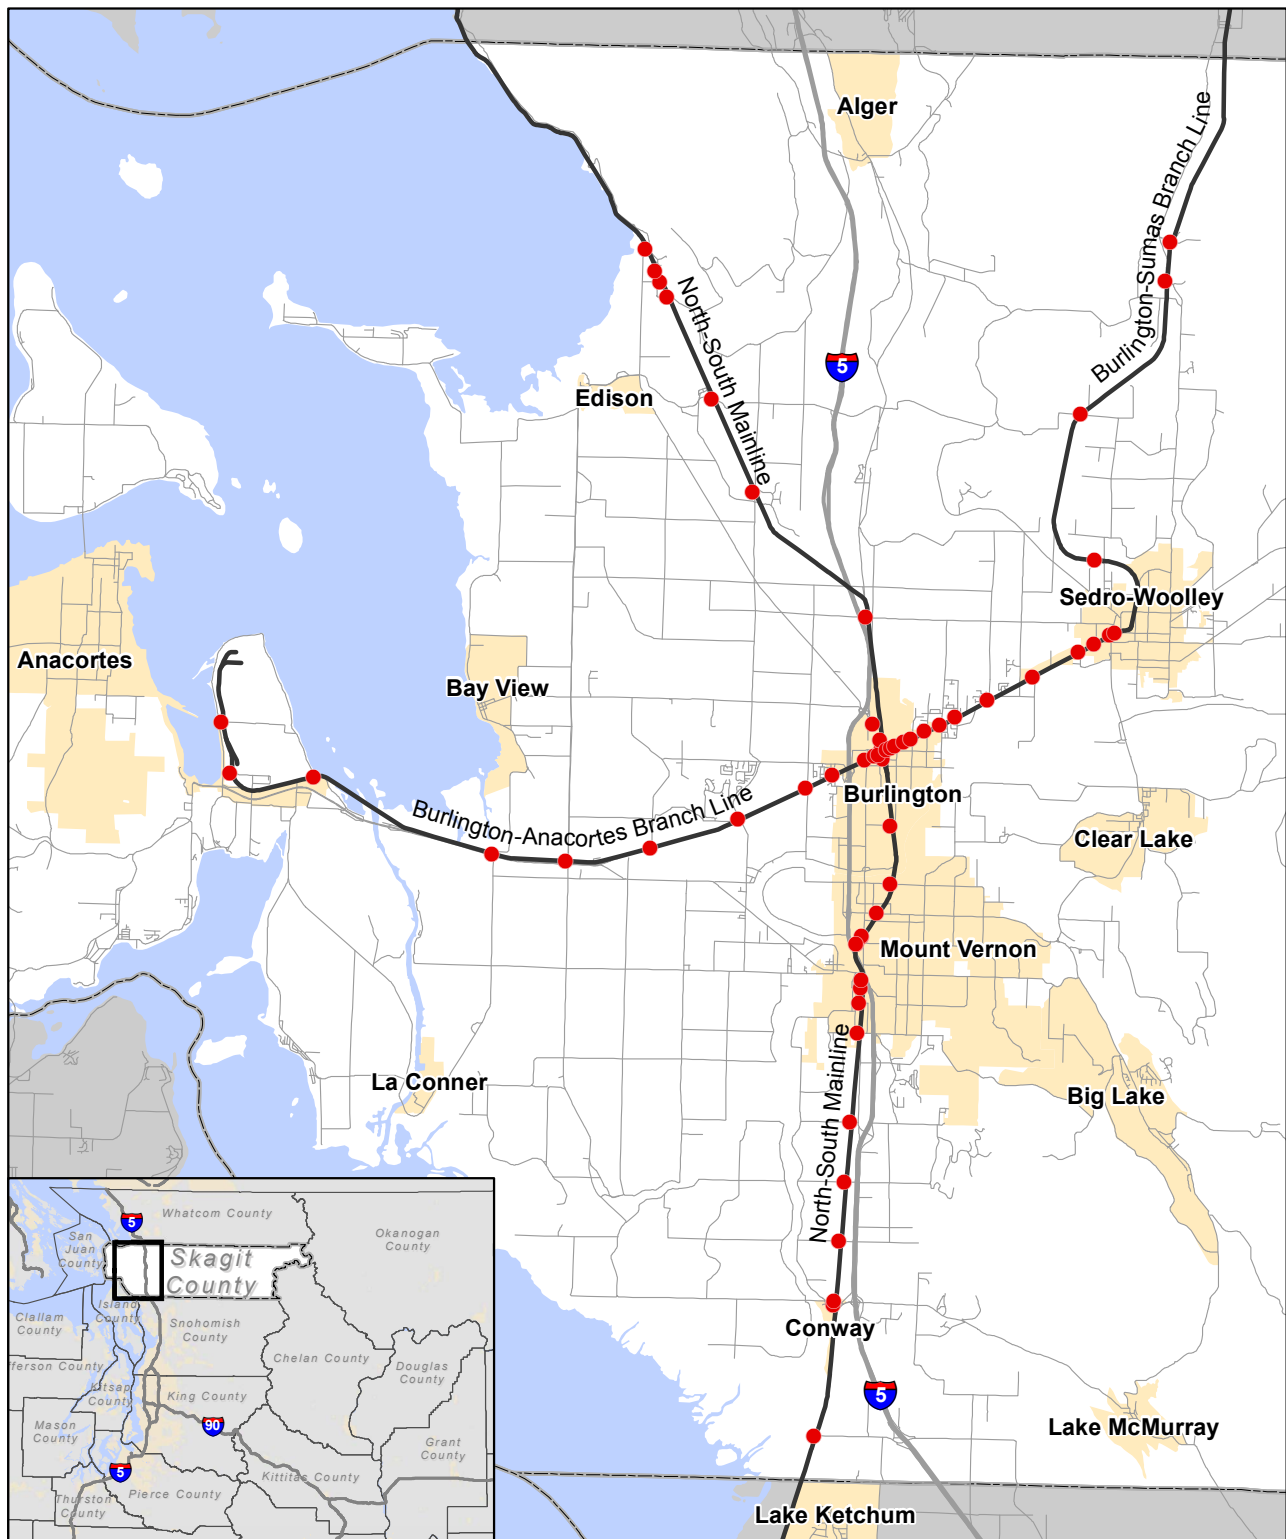 Alger
Burlington-Sumas Branch Line
North-South Mainline
5
Edison
Sedro-Woolley
Anacortes
Bay View
Burlington-Anacortes Branch Line
Burlington
Clear Lake
Mount Vernon
La Conner
North-South Mainline
Big Lake
Conway
5
Lake McMurray
Lake Ketchum
5
Whatcom County
Okanogan
County
San
Juan
County
Skagit
County
Island
County
Clallam
County
Snohomish
County
Chelan County
Douglas
County
fferson County
Kitsap
County
King County
Mason
County
90
Grant
County
5
Kittitas County
Pierce County
Thurston
County